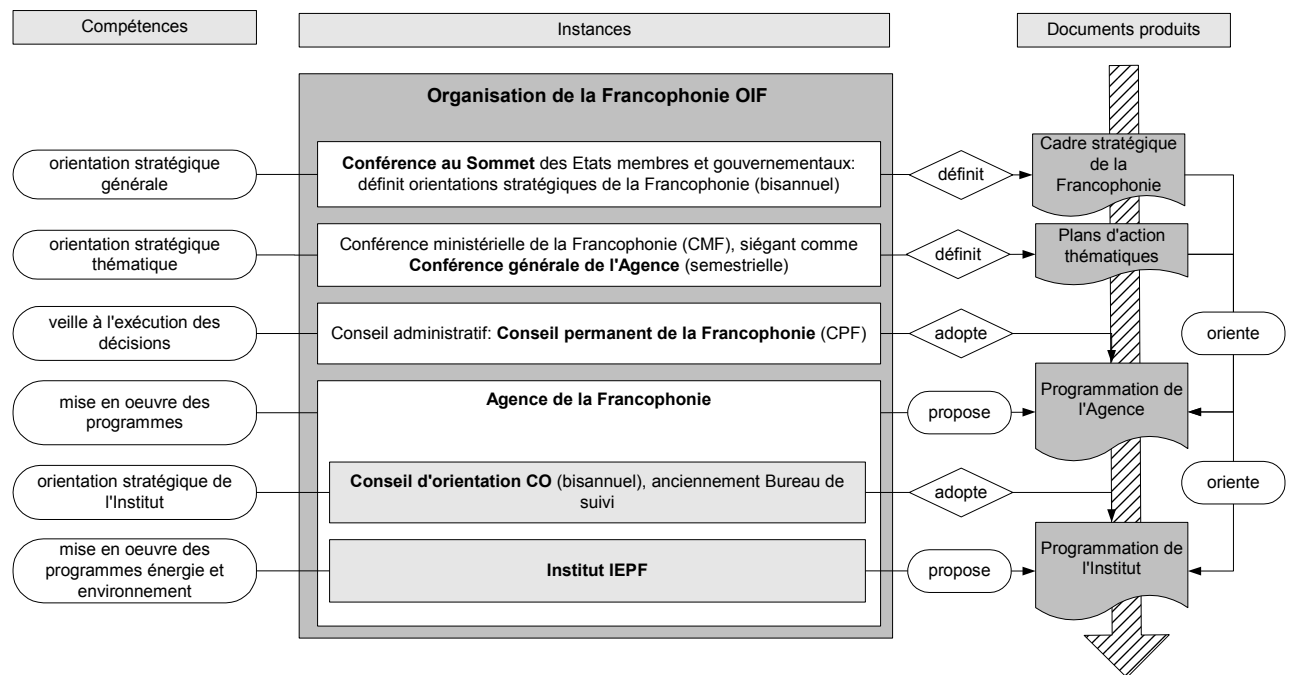 Compétences
Instances
Documents produits
Organisation de la Francophonie OIF
orientation stratégique
générale
Conférence au Sommet des Etats membres et gouvernementaux:
définit orientations stratégiques de la Francophonie (bisannuel)
définit
Cadre stratégique
de la
Francophonie
orientation stratégique
thématique
Conférence ministérielle de la Francophonie (CMF), siégant comme
Conférence générale de l'Agence (semestrielle)
définit
Plans d'action
thématiques
veille à l'exécution des
décisions
Conseil administratif: Conseil permanent de la Francophonie (CPF)
adopte
oriente
mise en oeuvre des
programmes
Agence de la Francophonie
propose
Programmation de
l'Agence
orientation stratégique de
l'Institut
Conseil d'orientation CO (bisannuel), anciennement Bureau de
suivi
adopte
oriente
mise en oeuvre des
programmes énergie et
environnement
Institut IEPF
propose
Programmation de
l'Institut